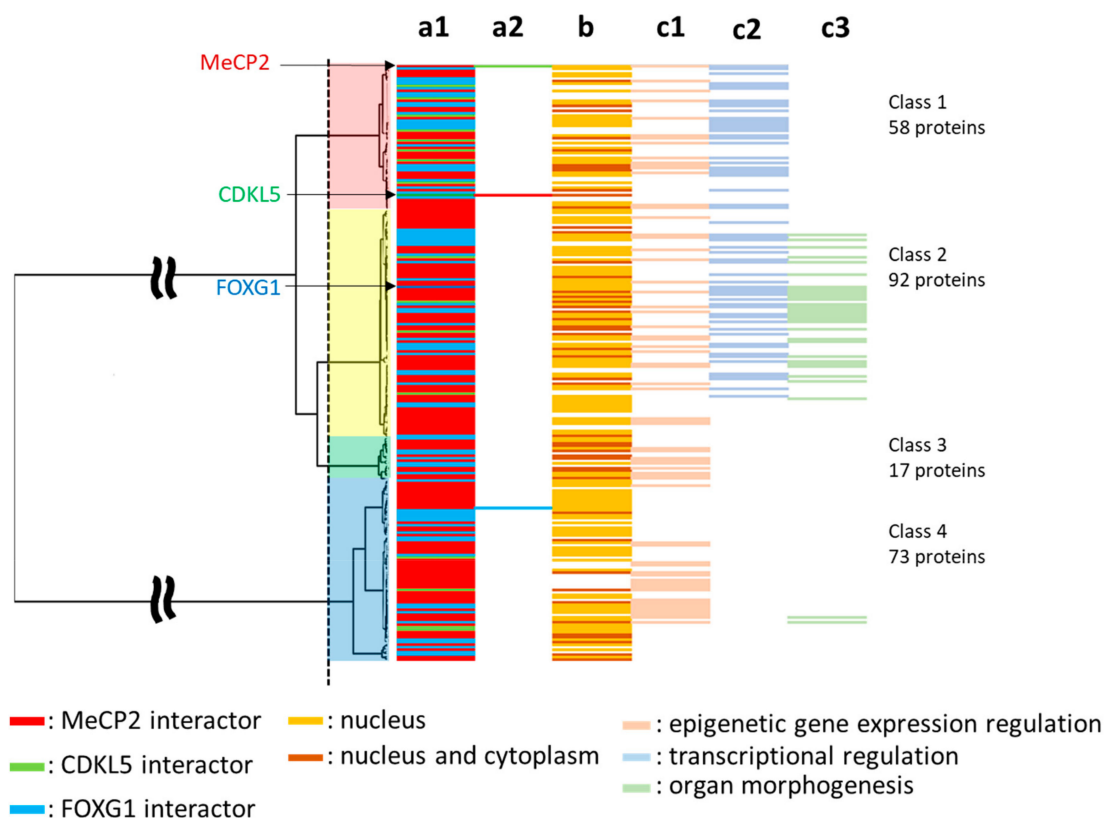 a1 a2 b c1 c2 c3
MeCP2
Class 1
58 proteins
CDKL5
Class 2
92 proteins
FOXG1
Class 3
17 proteins
Class 4
73 proteins
: MeCP2 interactor
: CDKL5 interactor
: FOXG1 interactor
: nucleus
: nucleus and cytoplasm
: epigenetic gene expression regulation
: transcriptional regulation
: organ morphogenesis